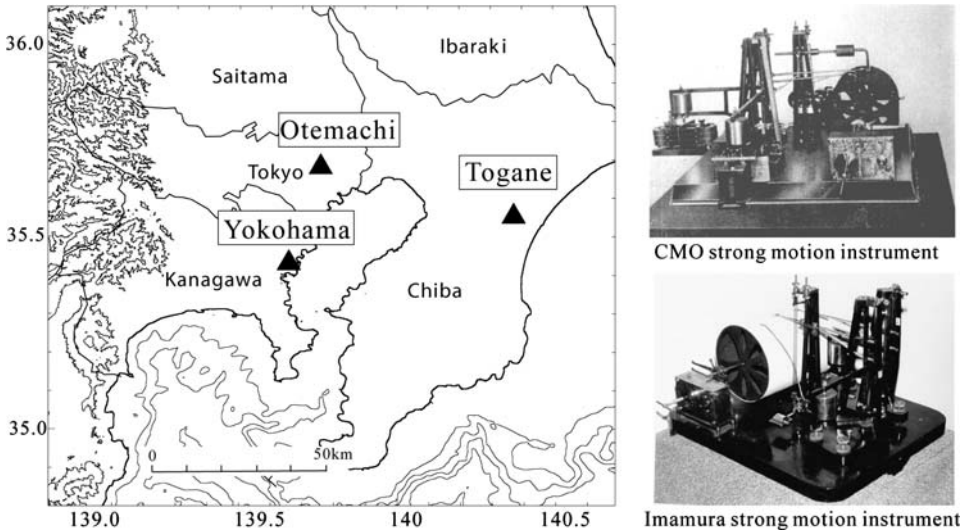 36.0
Ibaraki
Saitama
Otemachi
Tokyo
Togane
35.5
Yokohama
Kanagawa
Chiba
35.0
0
50km
139.0
139.5
140
140.5
CMO strong motion instrument
Imamura strong motion instrument